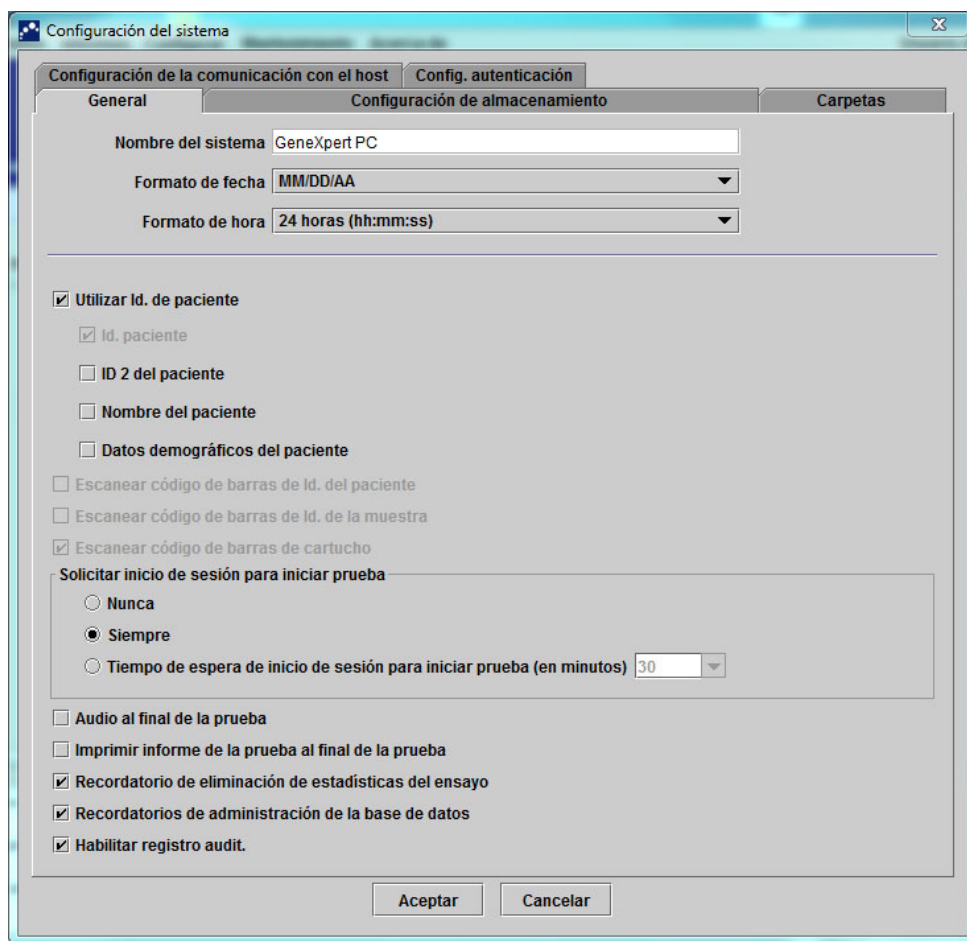 Configuración del sistema
Configuración de la comunicación con el host Config. autenticación
General Configuración de almacenamiento Carpetas
Nombre del sistema GeneXpert PC
Formato de fecha MM/DD/AA
Formato de hora 24 horas (hh:mm:ss)
Utilizar Id. de paciente
Id. paciente
ID 2 del paciente
Nombre del paciente
Datos demográficos del paciente
Escanear código de barras de Id. del paciente
Escanear código de barras de Id. de la muestra
Escanear código de barras de cartucho
Solicitar inicio de sesión para iniciar prueba
Nunca
Siempre
Tiempo de espera de inicio de sesión para iniciar prueba (en minutos) 30
Audio al final de la prueba
Imprimir informe de la prueba al final de la prueba
Recordatorio de eliminación de estadísticas del ensayo
Recordatorios de administración de la base de datos
Habilitar registro audit.
Aceptar Cancelar